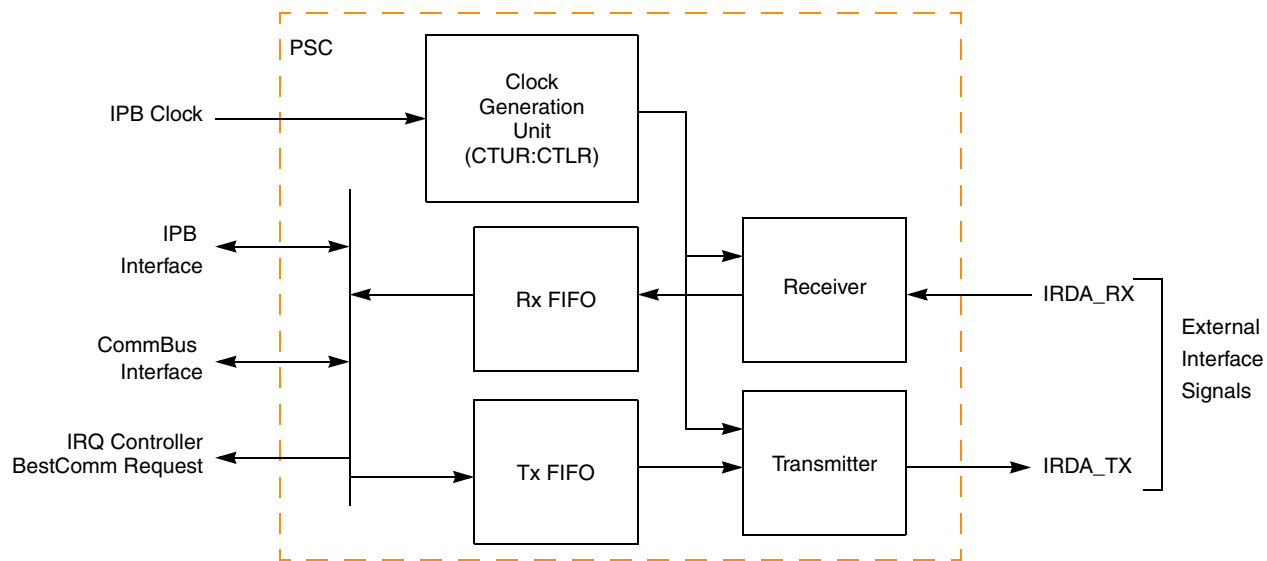 PSC
Clock
Generation
Unit
(CTUR:CTLR)
IPB Clock
IPB
Interface
Rx FIFO
Receiver
IRDA_RX
External
Interface
Signals
CommBus
Interface
IRQ Controller
BestComm Request
Tx FIFO
Transmitter
IRDA_TX